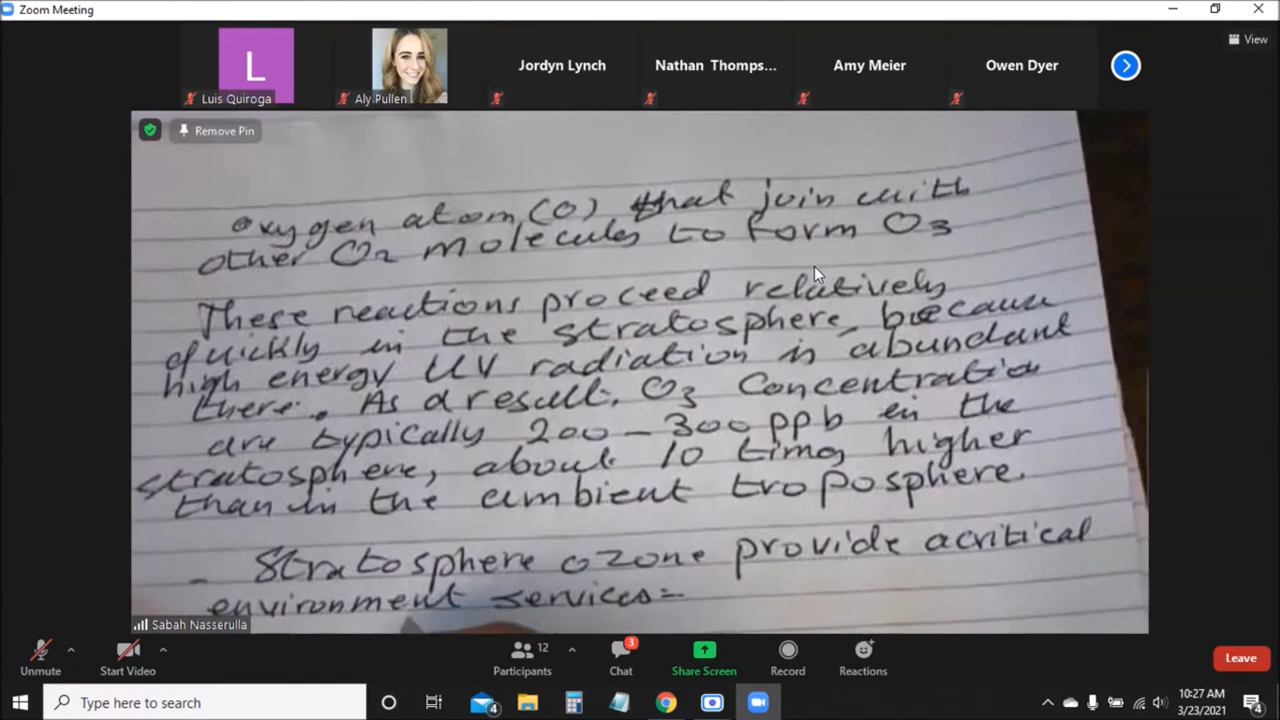 Zoom Meeting
View
L
Luis Quiroga
Aly Pullen
Jordyn Lynch
Nathan Thomps...
Amy Meier
Owen Dyer
Remove Pin
oxygen atom (O), that join with
other O2 molecules to form O3
These reactions proceed relatively
quickly in the stratosphere, because
high energy UV radiation is abundant
there. As a result, O3 Concentration
are typically 200 - 300 ppb in the
stratosphere, about 10 times higher
than in the ambient troposphere.
- Stratosphere ozone provide a critical
environment services=
Sabah Nasserulla
Unmute
Start Video
12
Participants
3
Chat
Share Screen
Record
Reactions
Leave
Type here to search
4
10:27 AM
3/23/2021
4